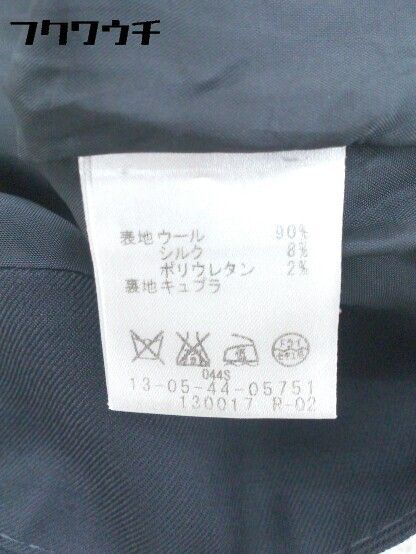 フクワウチ
表地ウール 90%
シルク 8%
ポリウレタン 2%
裏地キュプラ
044S
13-05-44-05751
130017 R-02